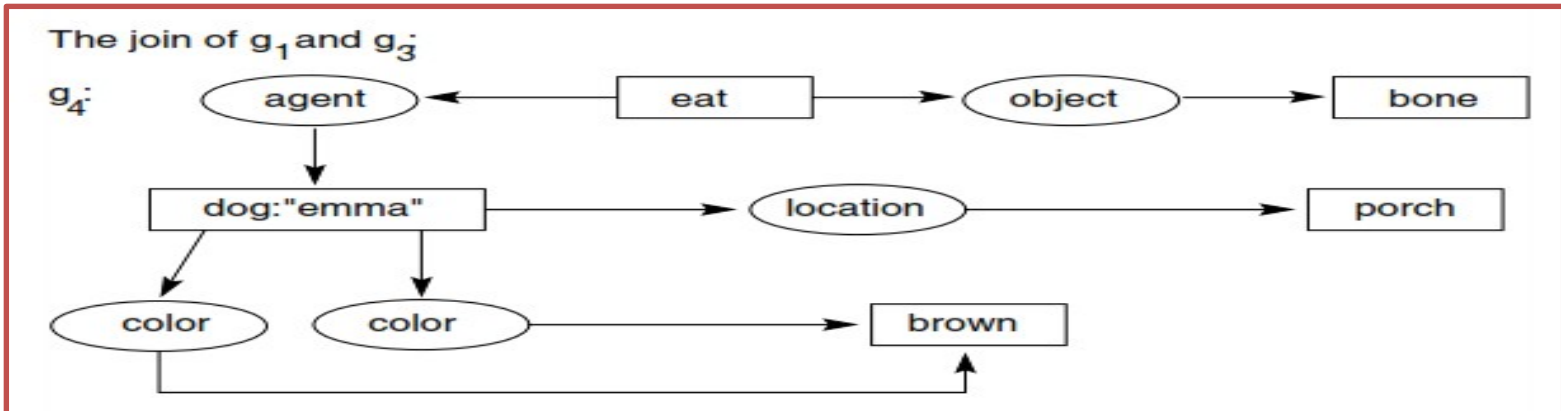 The join of g1 and g3:
g4:
agent eat object bone
dog:"emma" location porch
color color brown